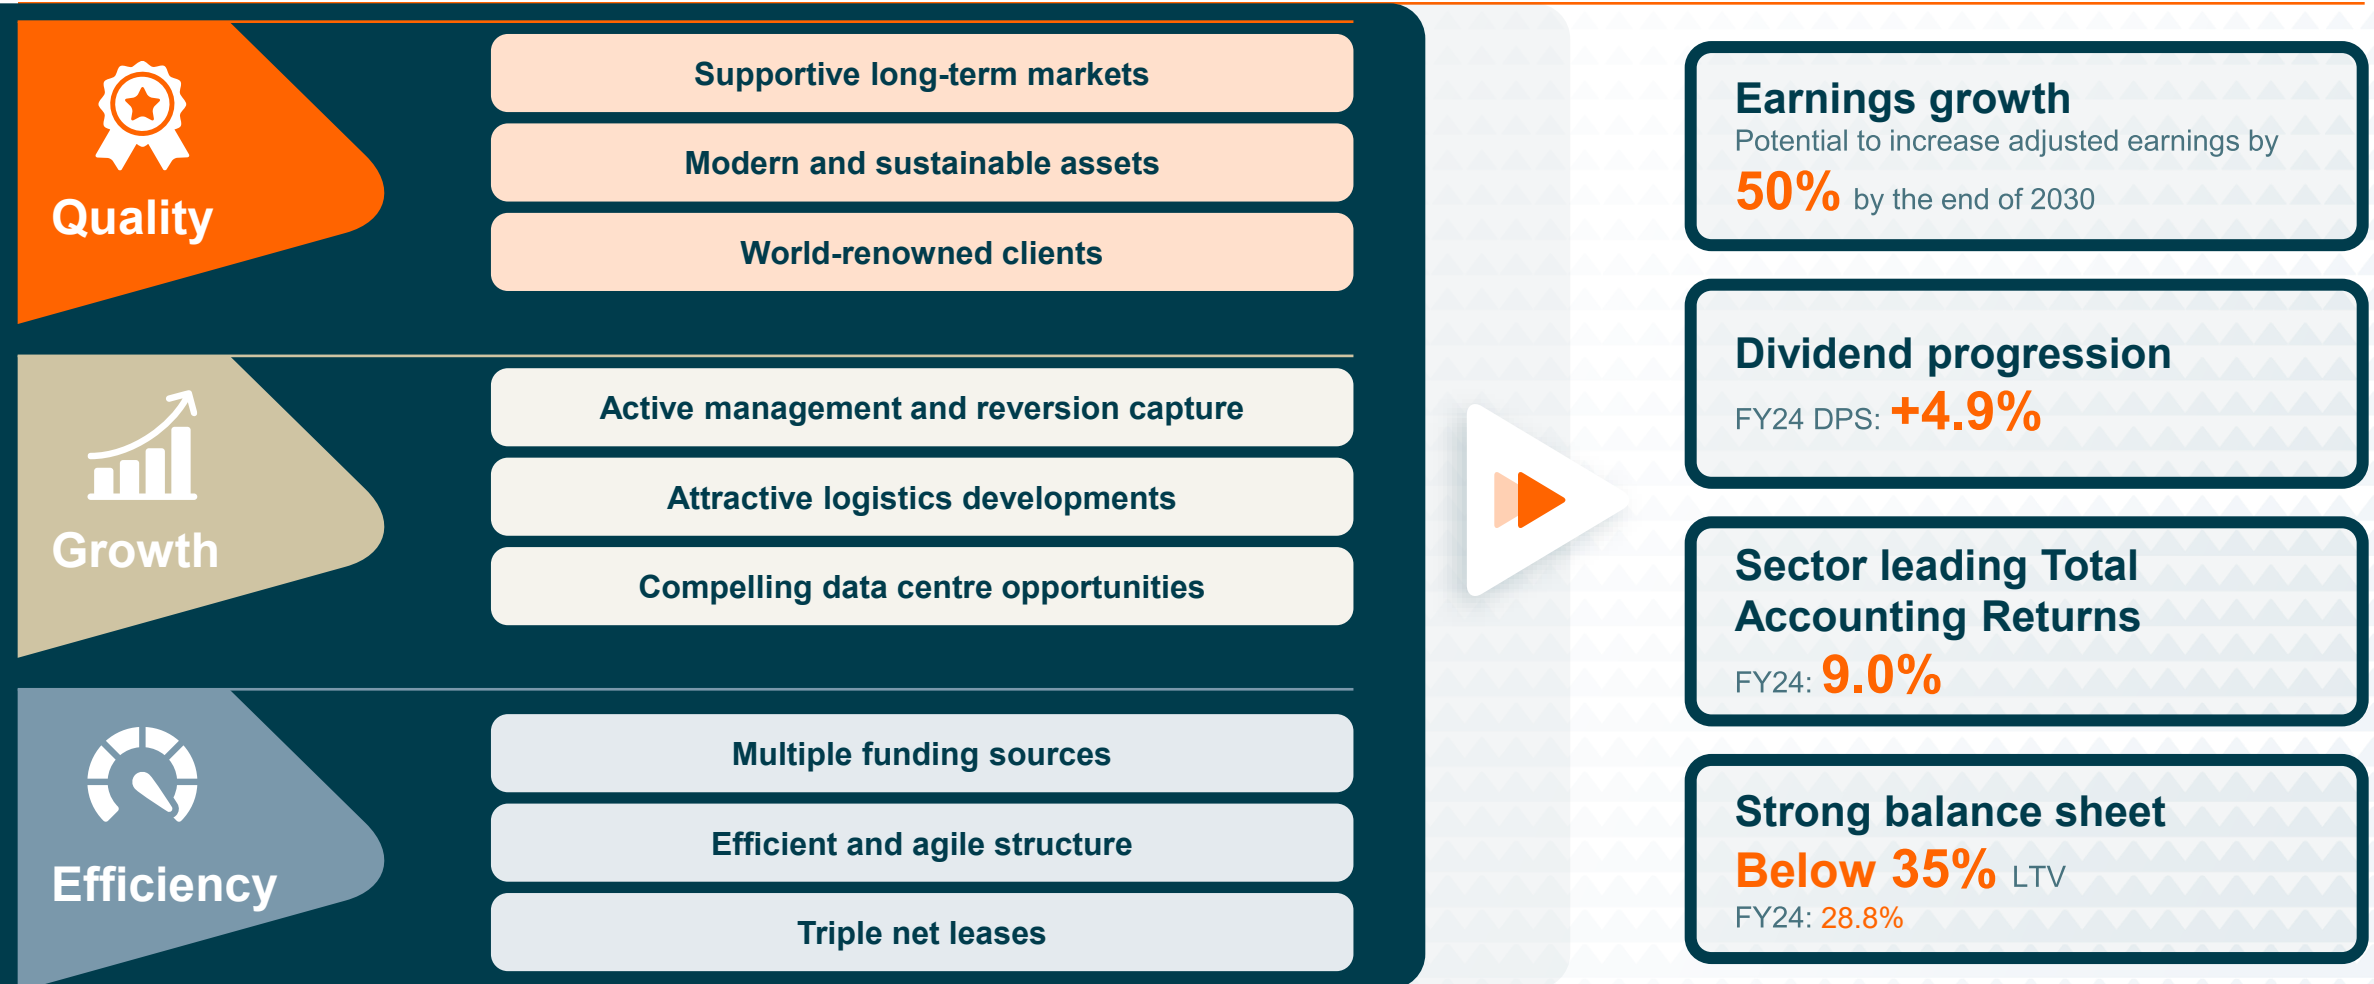 Quality
Supportive long-term markets
Modern and sustainable assets
World-renowned clients
Growth
Active management and reversion capture
Attractive logistics developments
Compelling data centre opportunities
Efficiency
Multiple funding sources
Efficient and agile structure
Triple net leases
Earnings growth
Potential to increase adjusted earnings by
50% by the end of 2030
Dividend progression
FY24 DPS: +4.9%
Sector leading Total
Accounting Returns
FY24: 9.0%
Strong balance sheet
Below 35% LTV
FY24: 28.8%